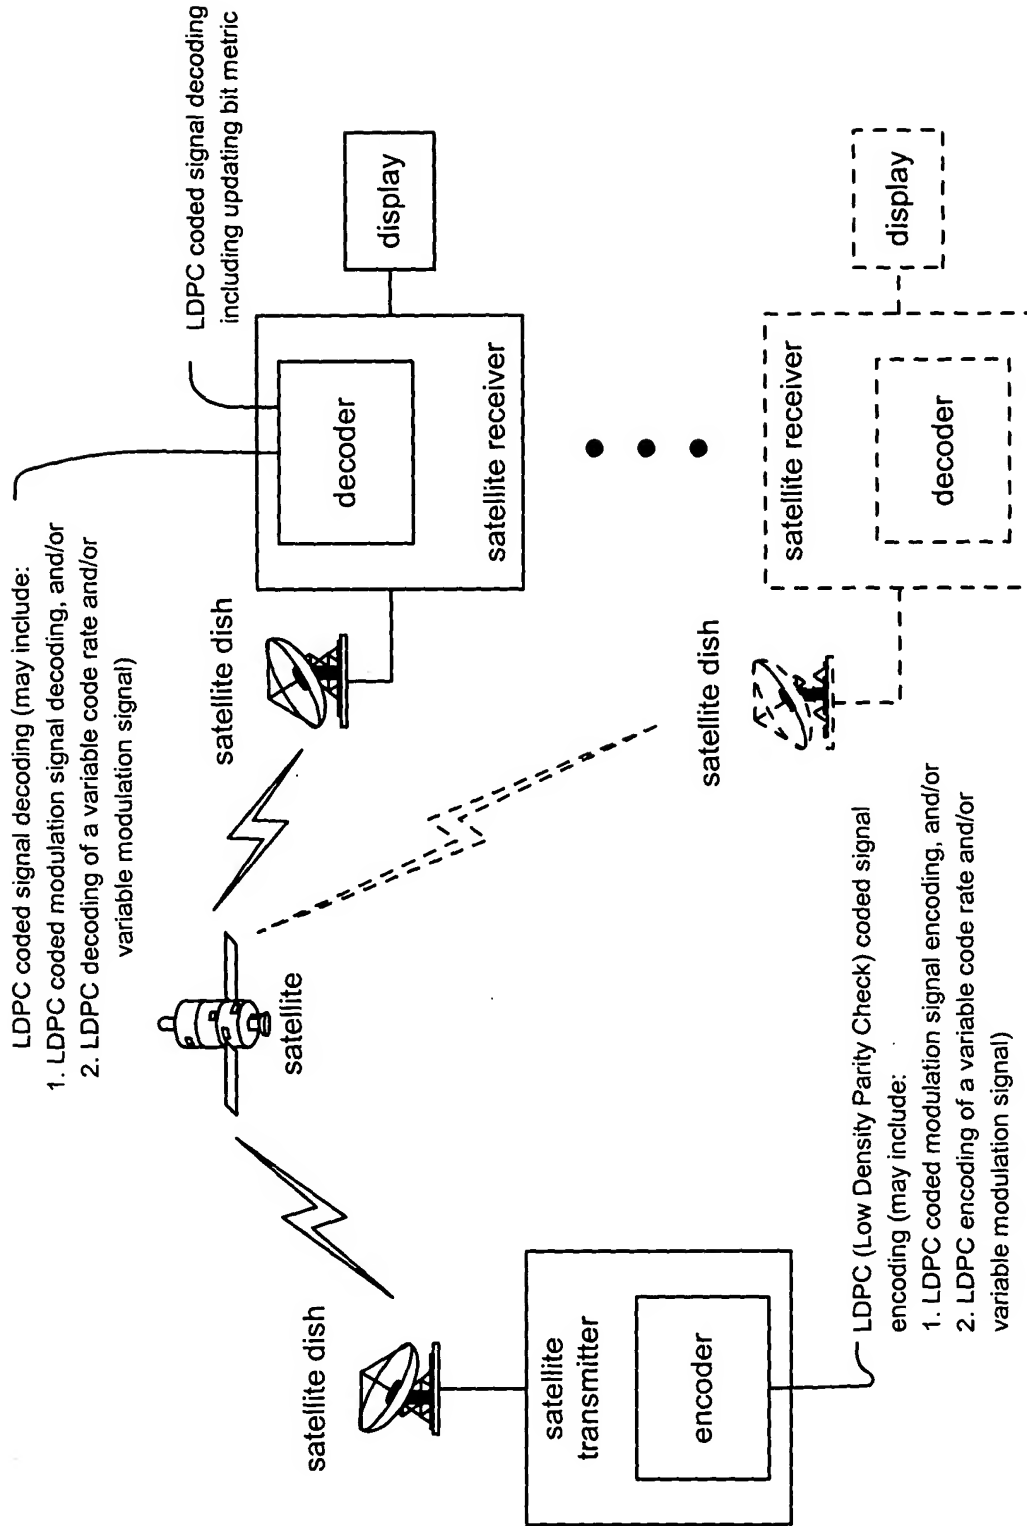 LDPC coded signal decoding (may include:
1. LDPC coded modulation signal decoding, and/or
2. LDPC decoding of a variable code rate and/or
variable modulation signal)
LDPC coded signal decoding
including updating bit metric
satellite dish
satellite
satellite dish
decoder
satellite receiver
display
satellite
transmitter
encoder
satellite dish
satellite receiver
decoder
display
LDPC (Low Density Parity Check) coded signal
encoding (may include:
1. LDPC coded modulation signal encoding, and/or
2. LDPC encoding of a variable code rate and/or
variable modulation signal)